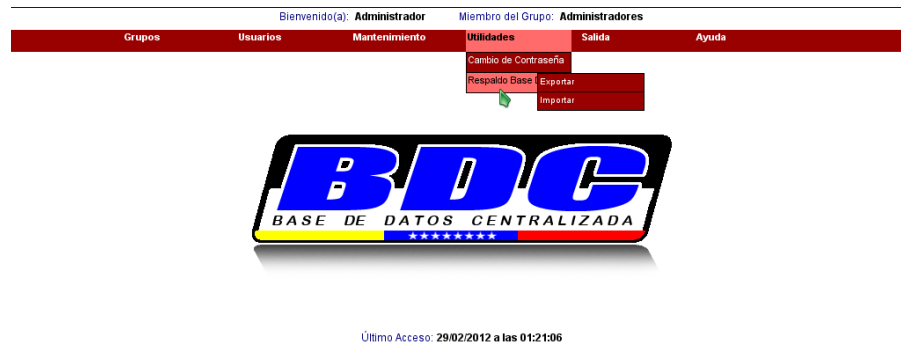 Bienvenido(a): Administrador Miembro del Grupo: Administradores
Grupos Usuarios Mantenimiento Utilidades Salida Ayuda
Cambio de Contraseña
Respaldo Base Exportar
Importar
BDC
BASE DE DATOS CENTRALIZADA
Último Acceso: 29/02/2012 a las 01:21:06